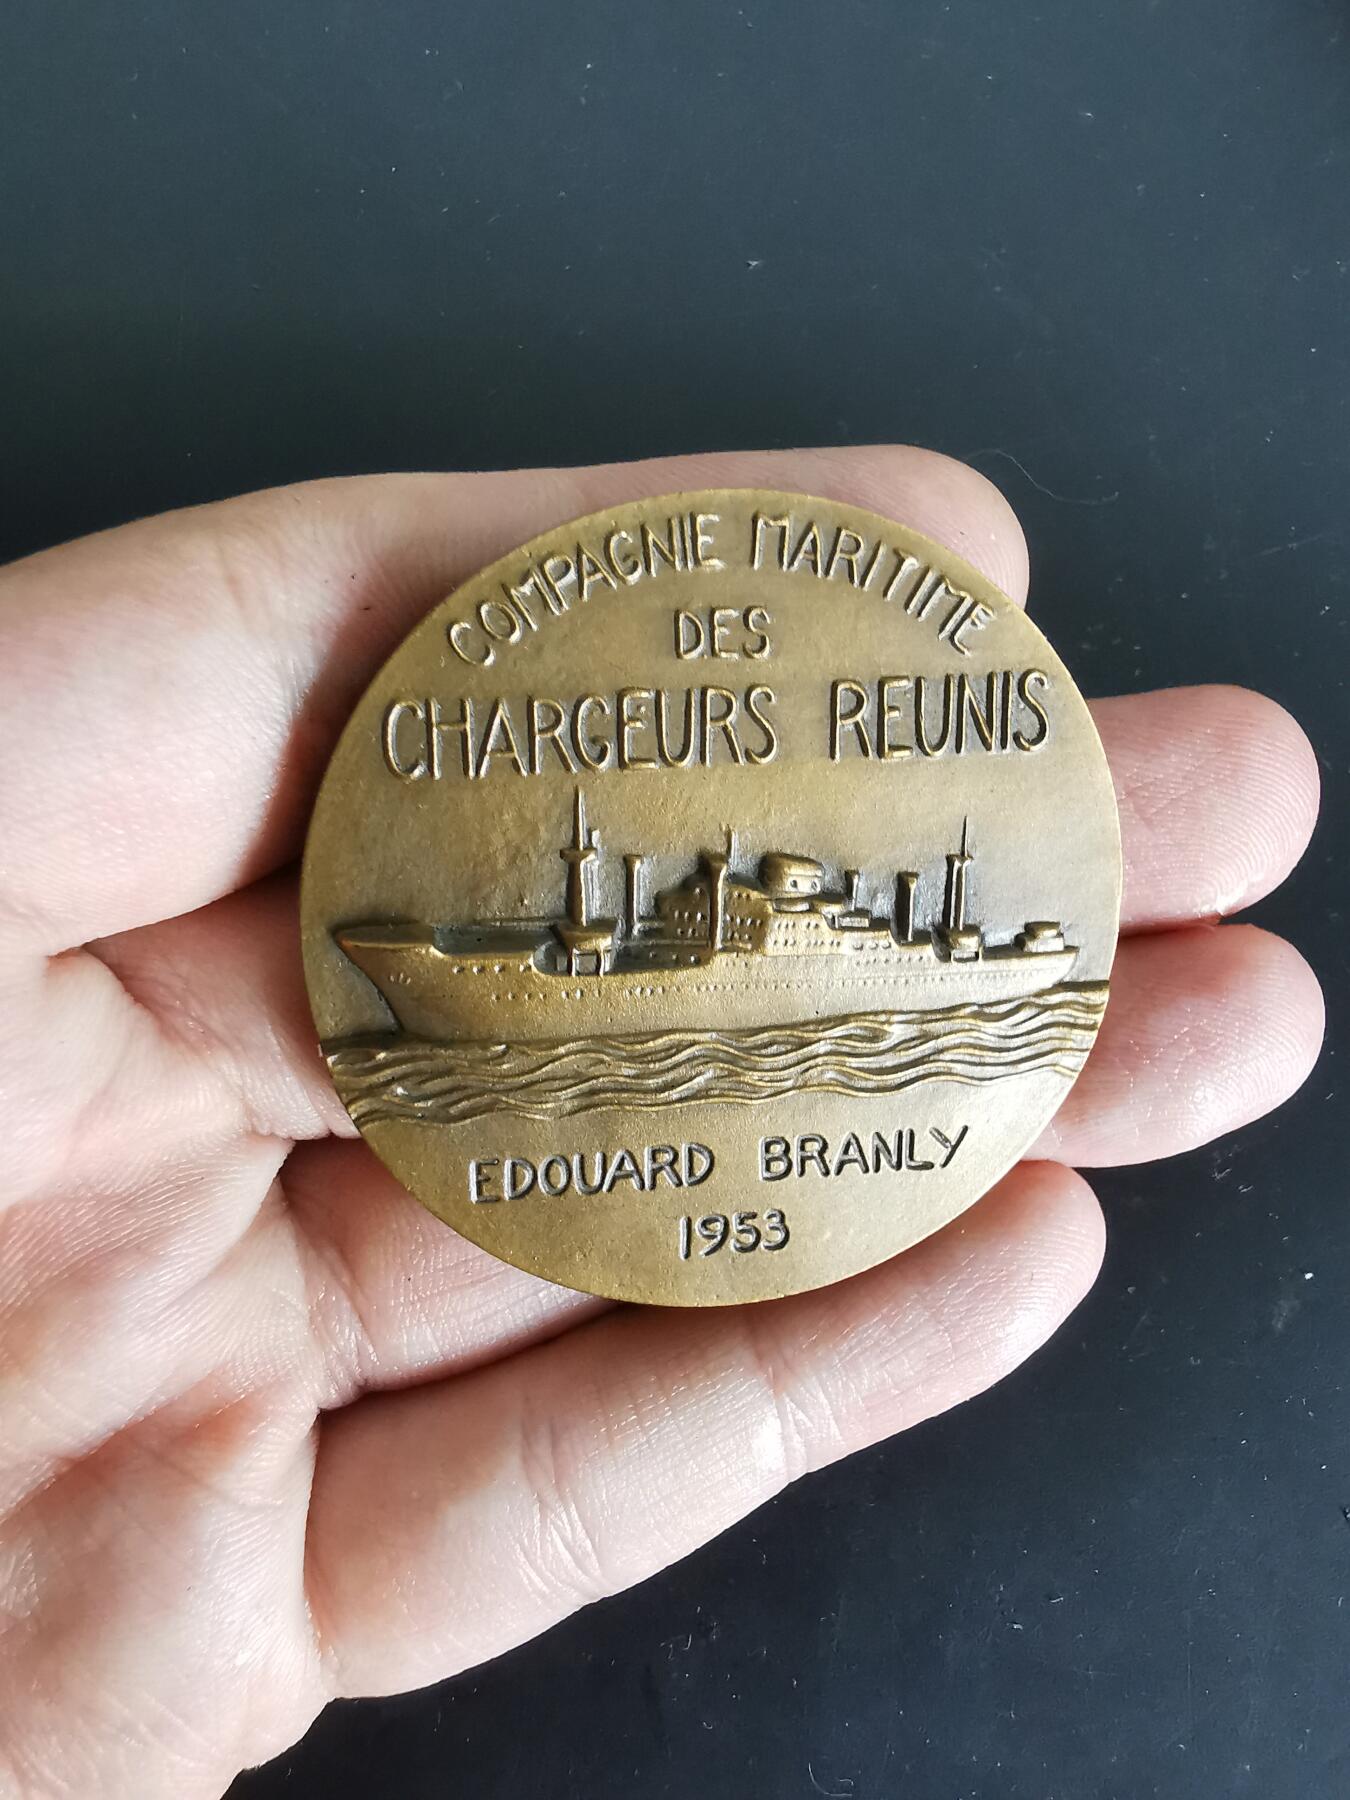 COMPAGNIE MARITIME
DES
CHARGEURS REUNIS
EDOUARD BRANLY
1953